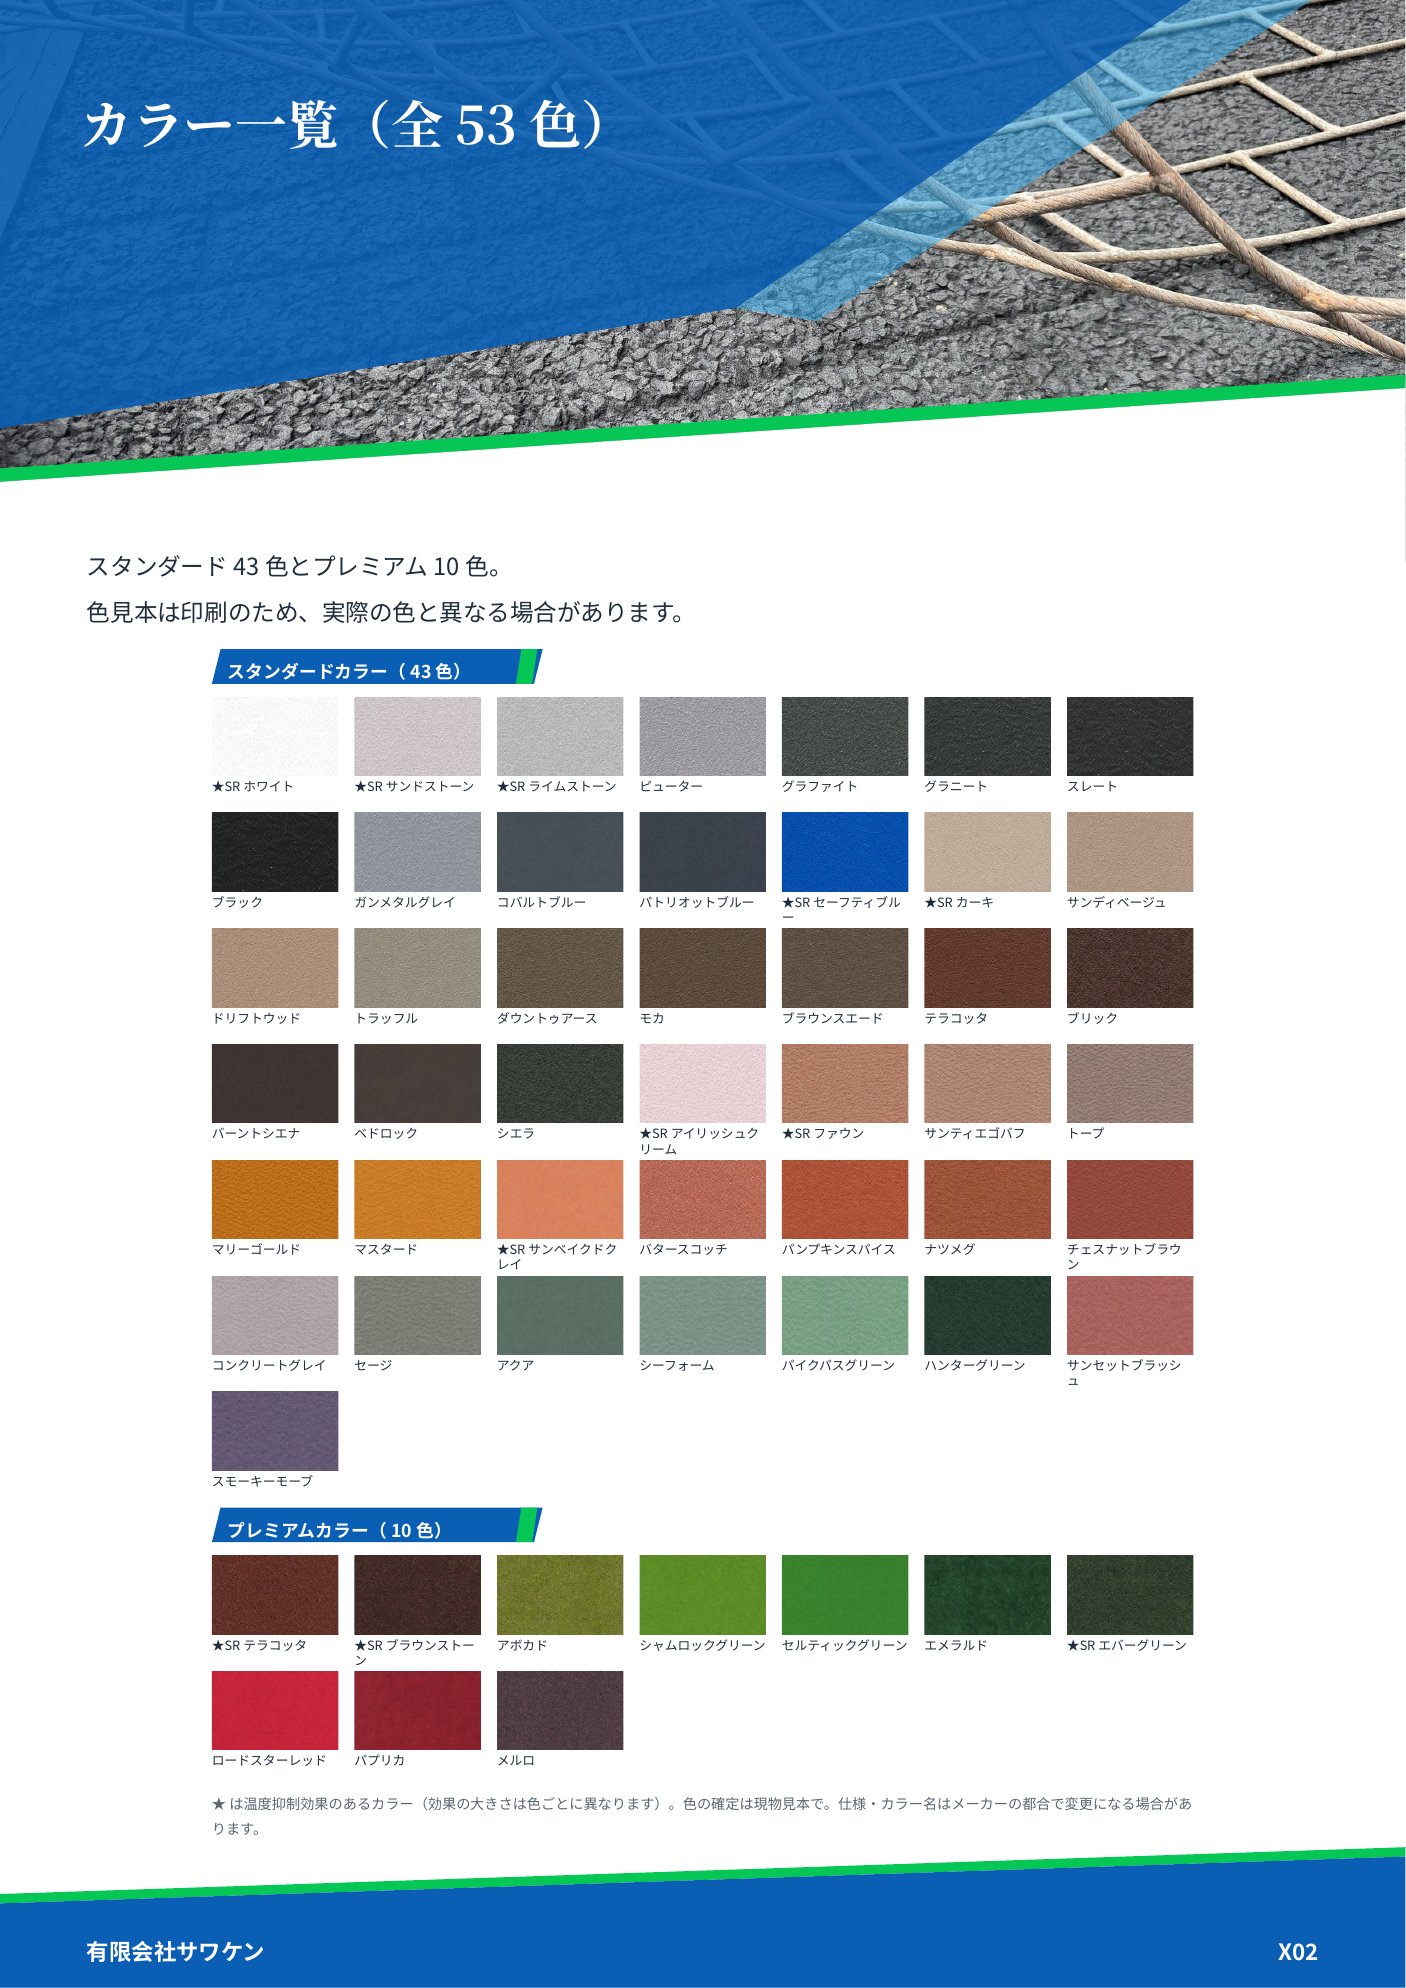 カラー一覧（全 53 色）
スタンダード 43 色とプレミアム 10 色。
色見本は印刷のため、実際の色と異なる場合があります。
スタンダードカラー（ 43 色）
★SR ホワイト
★SR サンドストーン
★SR ライムストーン
ピューター
グラファイト
グラニート
スレート
ブラック
ガンメタルグレイ
コバルトブルー
パトリオットブルー
★SR セーフティブル
ー
★SR カーキ
サンディベージュ
ドリフトウッド
トラッフル
ダウントゥアース
モカ
ブラウンスエード
テラコッタ
ブリック
バーントシエナ
ベドロック
シエラ
★SR アイリッシュク
リーム
★SR ファウン
サンティエゴバフ
トープ
マリーゴールド
マスタード
★SR サンベイクドク
レイ
バタースコッチ
パンプキンスパイス
ナツメグ
チェスナットブラウ
ン
コンクリートグレイ
セージ
アクア
シーフォーム
バイクパスグリーン
ハンターグリーン
サンセットブラッシ
ュ
スモーキーモーブ
プレミアムカラー（ 10 色）
★SR テラコッタ
★SR ブラウンストー
ン
アボカド
シャムロックグリーン
セルティックグリーン
エメラルド
★SR エバーグリーン
ロードスターレッド
パプリカ
メルロ
★ は温度抑制効果のあるカラー（効果の大きさは色ごとに異なります）。色の確定は現物見本で。仕様・カラー名はメーカーの都合で変更になる場合があ
ります。
有限会社サワケン
X02